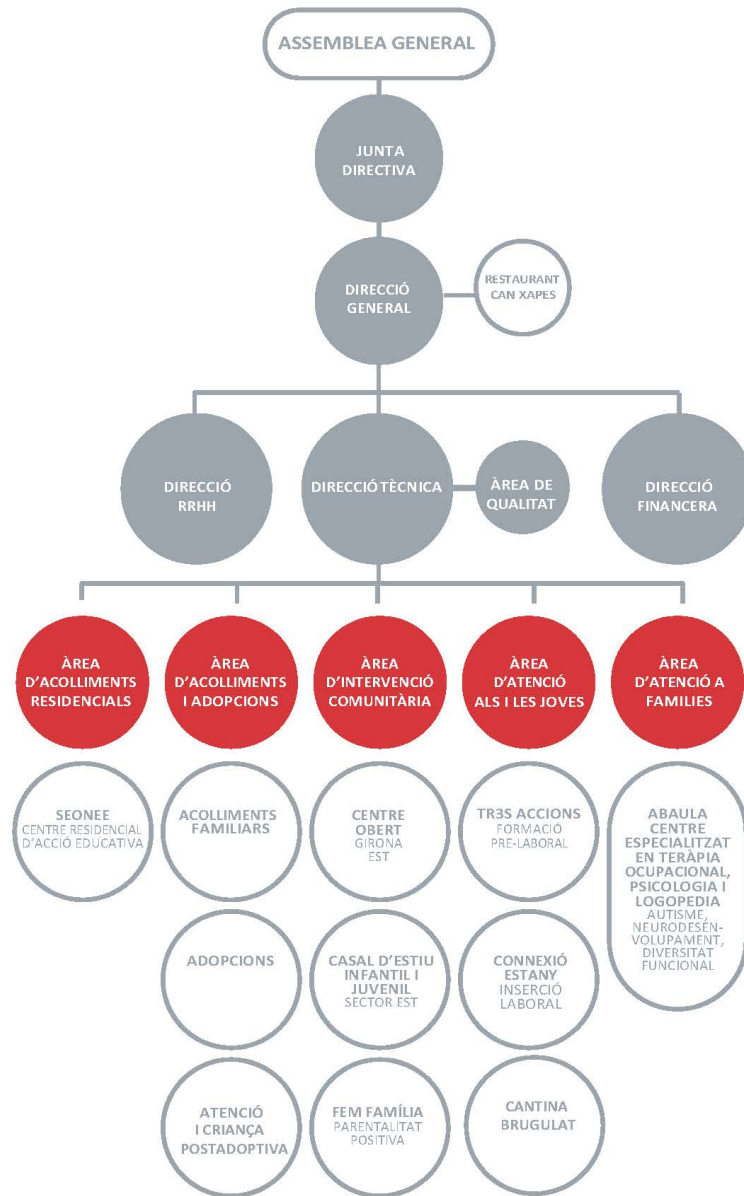 ASSEMBLEA GENERAL
JUNTA
DIRECTIVA
DIRECCIÓ
GENERAL
RESTAURANT
CAN XAPES
DIRECCIÓ
RRHH
DIRECCIÓ TÈCNICA
ÀREA DE
QUALITAT
DIRECCIÓ
FINANCERA
ÀREA
D'ACOLLIMENTS
RESIDENCIALS
ÀREA
D'ACOLLIMENTS
I ADOPCIONS
ÀREA
D'INTERVENCIÓ
COMUNITÀRIA
ÀREA
D'ATENCIÓ
ALS I LES JOVES
ÀREA
D'ATENCIÓ A
FAMILIES
SEONEE
CENTRE RESIDENCIAL
D'ACCIÓ EDUCATIVA
ACOLLIMENTS
FAMILIARS
CENTRE
OBERT
GIRONA
EST
TR3S ACCIONS
FORMACIÓ
PRE-LABORAL
ABAULA
CENTRE
ESPECIALITZAT
EN TERÀPIA
OCUPACIONAL,
PSICOLOGIA I
LOGOPEDIA
AUTISME,
NEURODESÉN-
VOLUPAMENT,
DIVERSITAT
FUNCIONAL
ADOPCIONS
CASAL D'ESTIU
INFANTIL I
JUVENIL
SECTOR EST
CONNEXIÓ
ESTANY
INSERCIÓ
LABORAL
ATENCIÓ
I CRIANÇA
POSTADOPTIVA
FEM FAMÍLIA
PARENTALITAT
POSITIVA
CANTINA
BRUGULAT